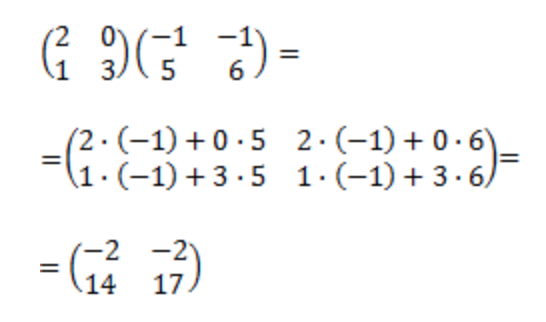 (2 0)(−1 −1) =
(1 3)(5 6)
=(2 · (−1) + 0 · 5 2 · (−1) + 0 · 6)=
(1 · (−1) + 3 · 5 1 · (−1) + 3 · 6)
= (−2 −2)
(14 17)